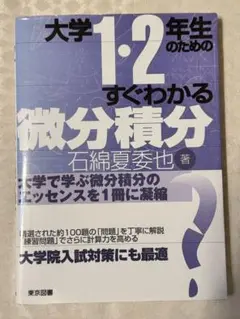 大学1・2年生のための
すぐわかる
微分積分
石綿夏委也 著
大学で学ぶ微分積分の
エッセンスを1冊に凝縮
精選された約100題の「問題」を丁寧に解説
「練習問題」でさらに計算力を高める
大学院入試対策にも最適
?
東京図書